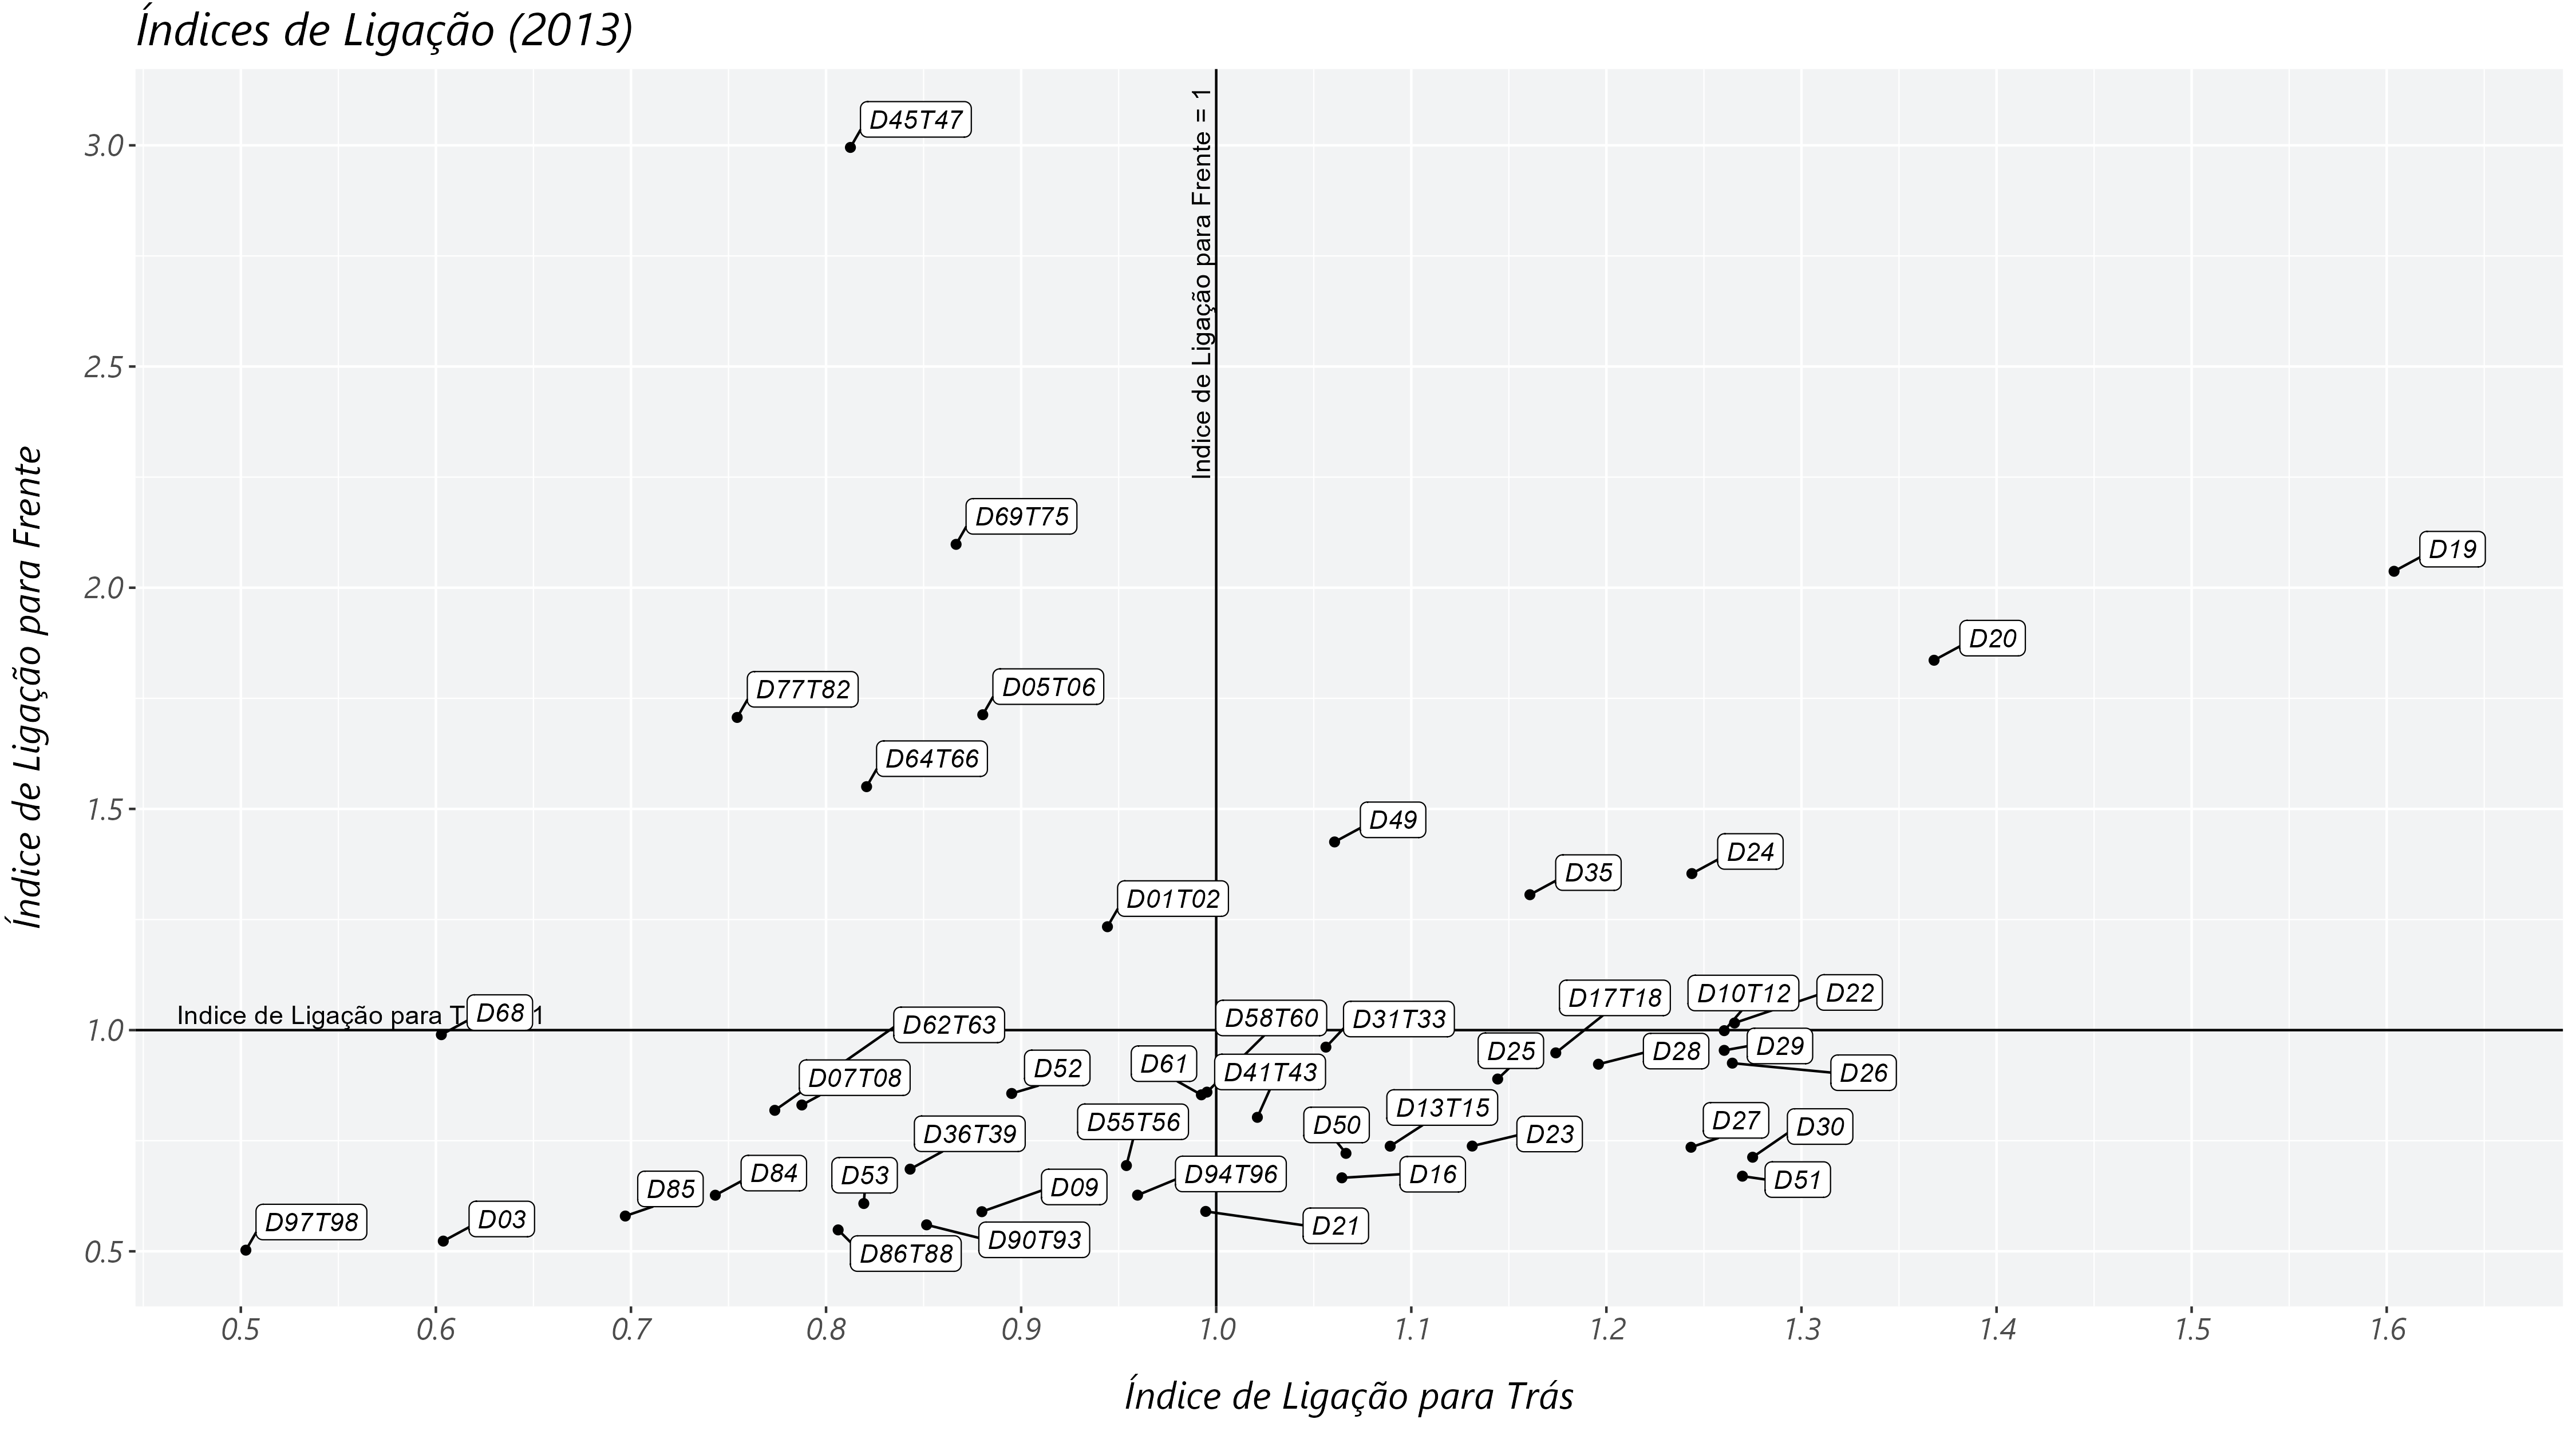 Índices de Ligação (2013)
Índice de Ligação para Frente
3.0
2.5
2.0
1.5
1.0
0.5
Indice de Ligação para Frente = 1
Indice de Ligação para 1
D45T47
D69T75
D19
D20
D77T82
D05T06
D64T66
D49
D24
D35
D01T02
D68
D62T63
D58T60
D31T33
D17T18
D10T12
D22
D07T08
D52
D61
D41T43
D25
D28
D29
D26
D36T39
D55T56
D50
D13T15
D23
D27
D30
D97T98
D03
D85
D84
D53
D09
D94T96
D16
D51
D86T88
D90T93
D21
0.5 0.6 0.7 0.8 0.9 1.0 1.1 1.2 1.3 1.4 1.5 1.6
Índice de Ligação para Trás